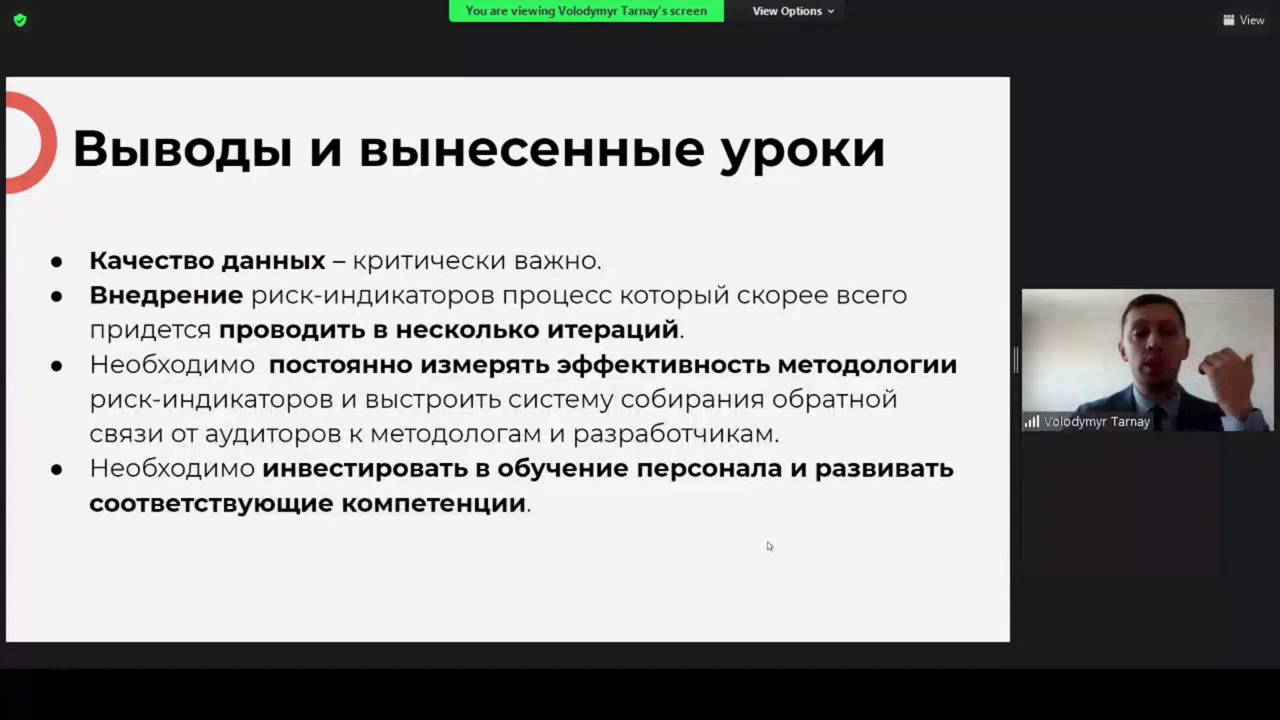 You are viewing Volodymyr Tarnay's screen
View Options
View
Выводы и вынесенные уроки
● Качество данных – критически важно.
● Внедрение риск-индикаторов процесс который скорее всего
придется проводить в несколько итераций.
● Необходимо постоянно измерять эффективность методологии
риск-индикаторов и выстроить систему собирания обратной
связи от аудиторов к методологам и разработчикам.
● Необходимо инвестировать в обучение персонала и развивать
соответствующие компетенции.
Volodymyr Tarnay